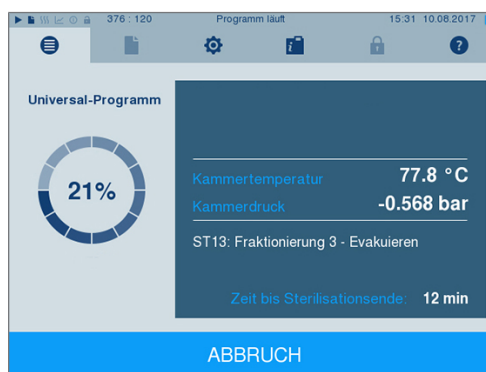 376 : 120 Programm läuft 15:31 10.08.2017
i ?
Universal-Programm
21%
Kammertemperatur 77.8 °C
Kammerdruck -0.568 bar
ST13: Fraktionierung 3 - Evakuieren
Zeit bis Sterilisationsende: 12 min
ABBRUCH